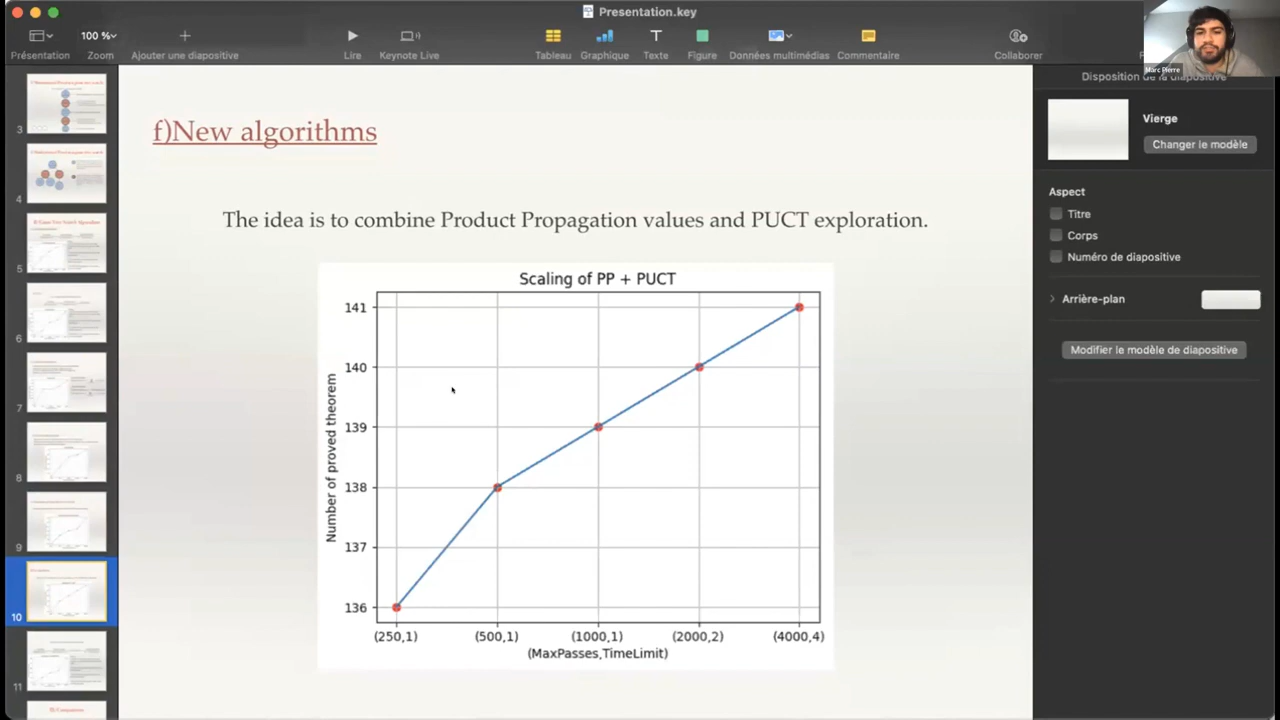 Presentation.key
100 %
Présentation
Zoom
Ajouter une diapositive
Lire
Keynote Live
Tableau
Graphique
Texte
Figure
Données multimédias
Commentaire
Collaborer
Marc Pierre
Disposition de la diapositive
Vierge
Changer le modèle
Aspect
Titre
Corps
Numéro de diapositive
Arrière-plan
Modifier le modèle de diapositive
3
4
5
6
7
8
9
10
11
f)New algorithms
The idea is to combine Product Propagation values and PUCT exploration.
Scaling of PP + PUCT
Number of proved theorem
141
140
139
138
137
136
(250,1) (500,1) (1000,1) (2000,2) (4000,4)
(MaxPasses,TimeLimit)